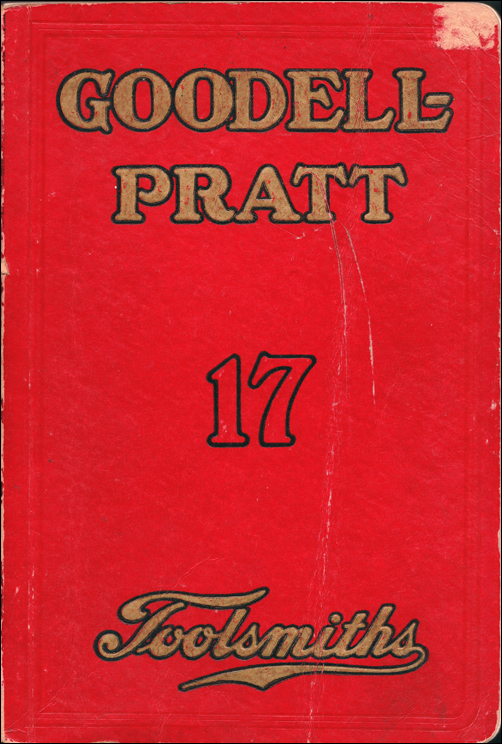 GOODELL-
PRATT
17
Toolsmiths